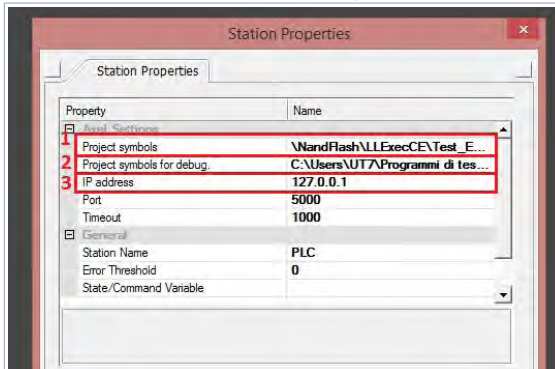 Station Properties
x
Station Properties
Property Name
Axel Settings
1 Project symbols \NandFlash\LLExecCE\Test_E...
2 Project symbols for debug. C:\Users\UT7\Programmi di tes...
3 IP address 127.0.0.1
Port 5000
Timeout 1000
General
Station Name PLC
Error Threshold 0
State/Command Variable